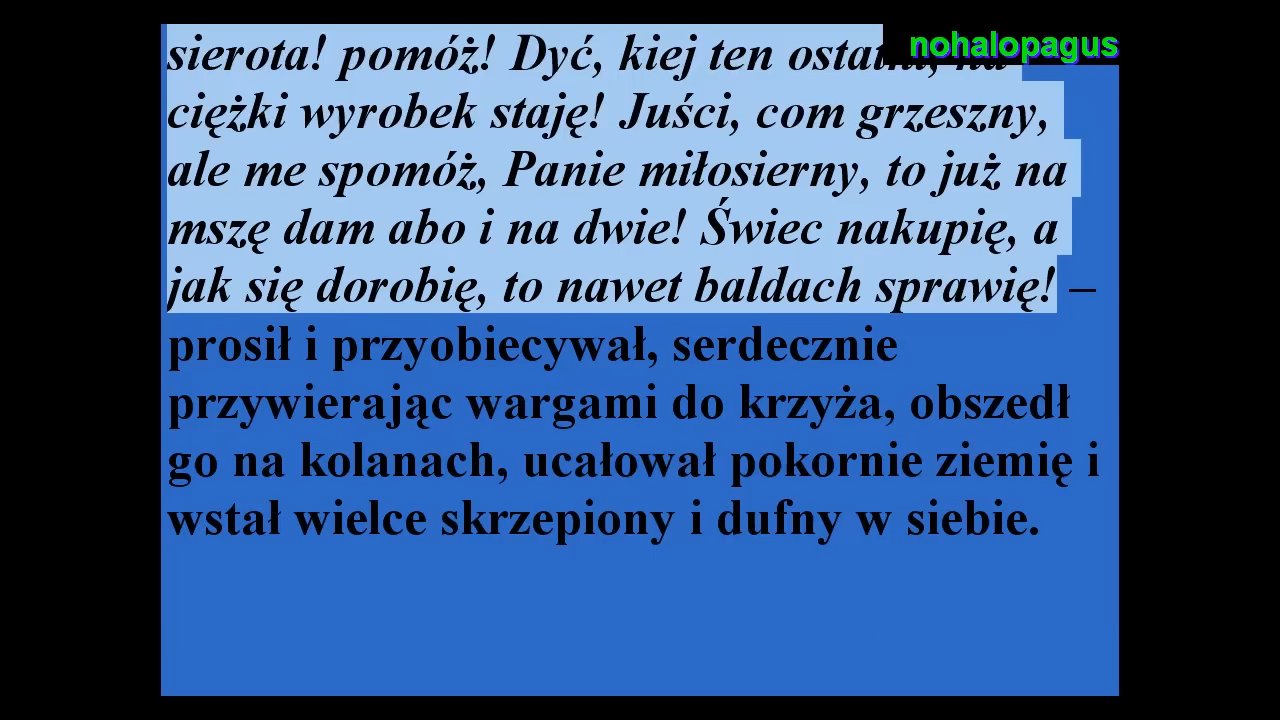 sierota! pomóż! Dyć, kiej ten
nohalopagus
ciężki wyrobek staję! Juści, com grzeszny,
ale me spomóż, Panie miłosierny, to już na
mszę dam abo i na dwie! Świec nakupię, a
jak się dorobię, to nawet baldach sprawię! –
prosił i przyobiecywał, serdecznie
przywierając wargami do krzyża, obszedł
go na kolanach, ucałował pokornie ziemię i
wstał wielce skrzepiony i dufny w siebie.